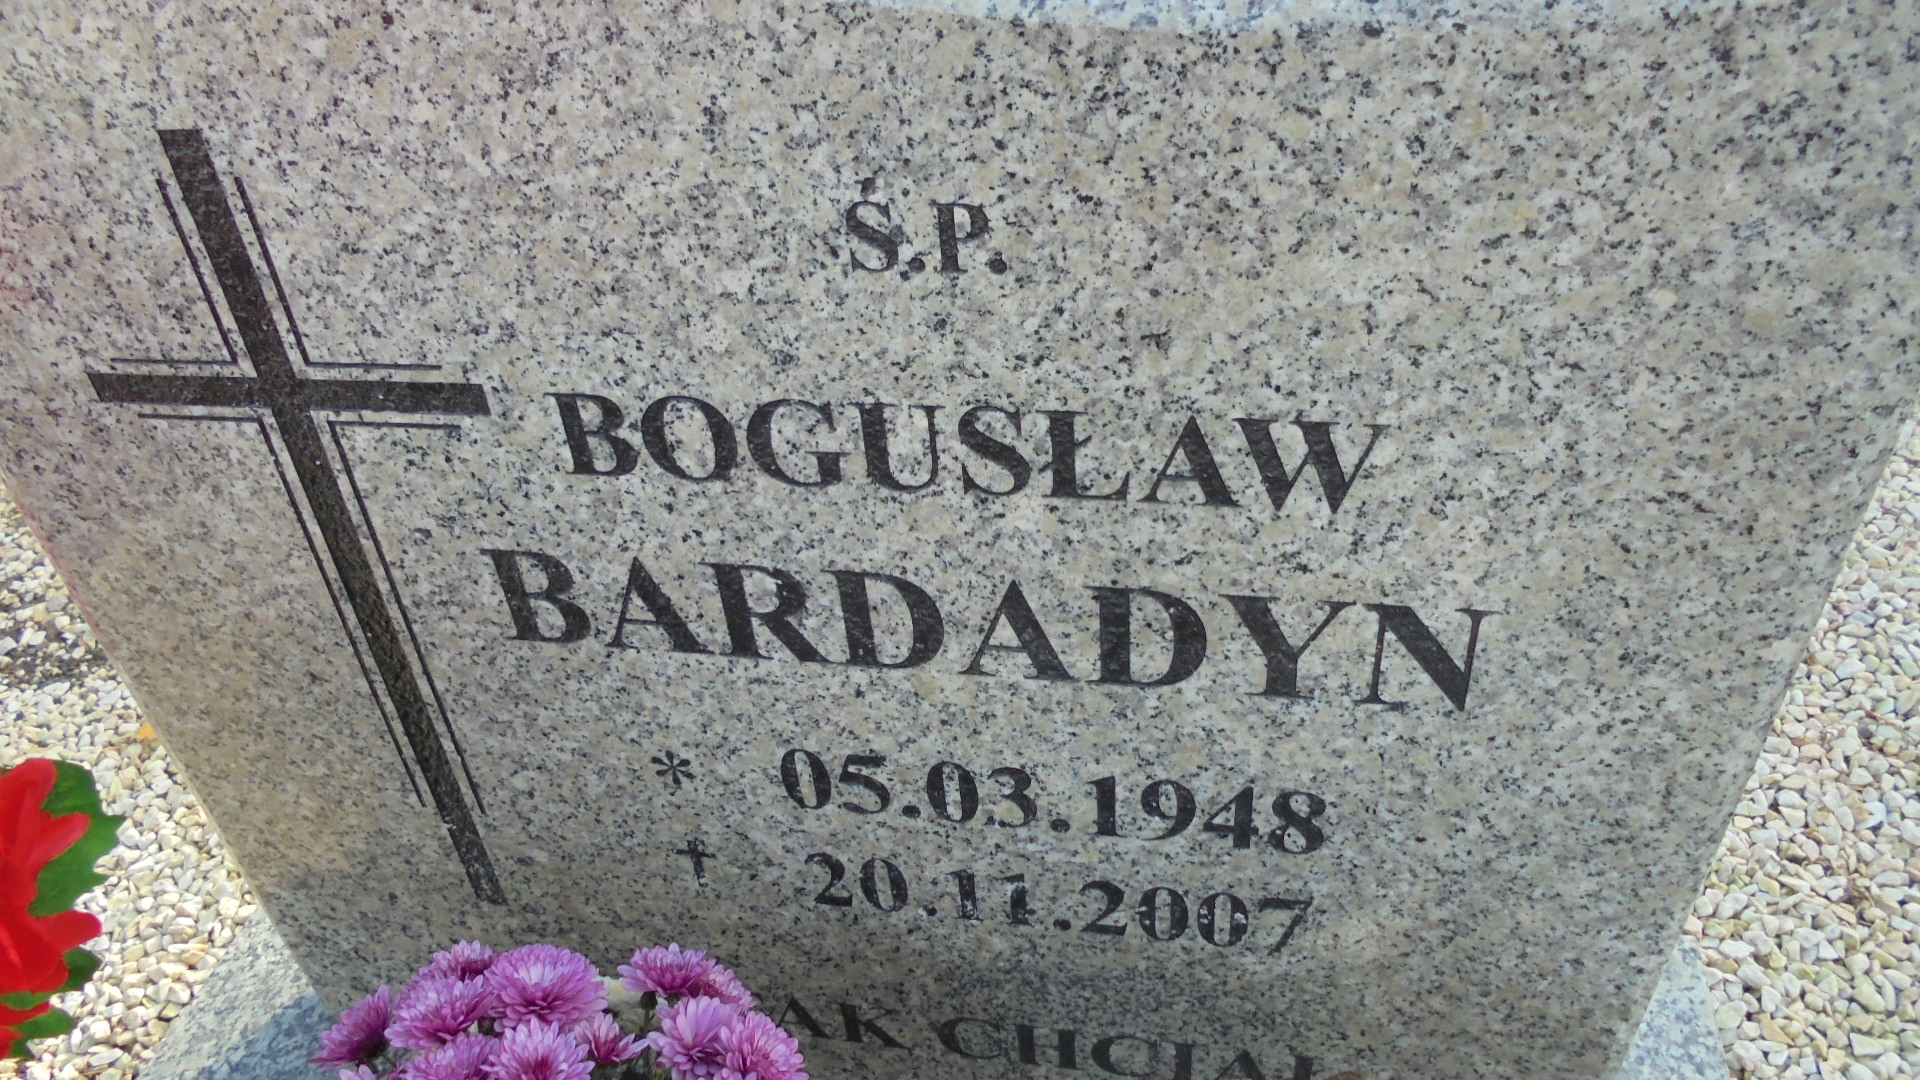 Ś.P.
BOGUSŁAW
BARDADYN
* 05.03.1948
† 20.11.2007